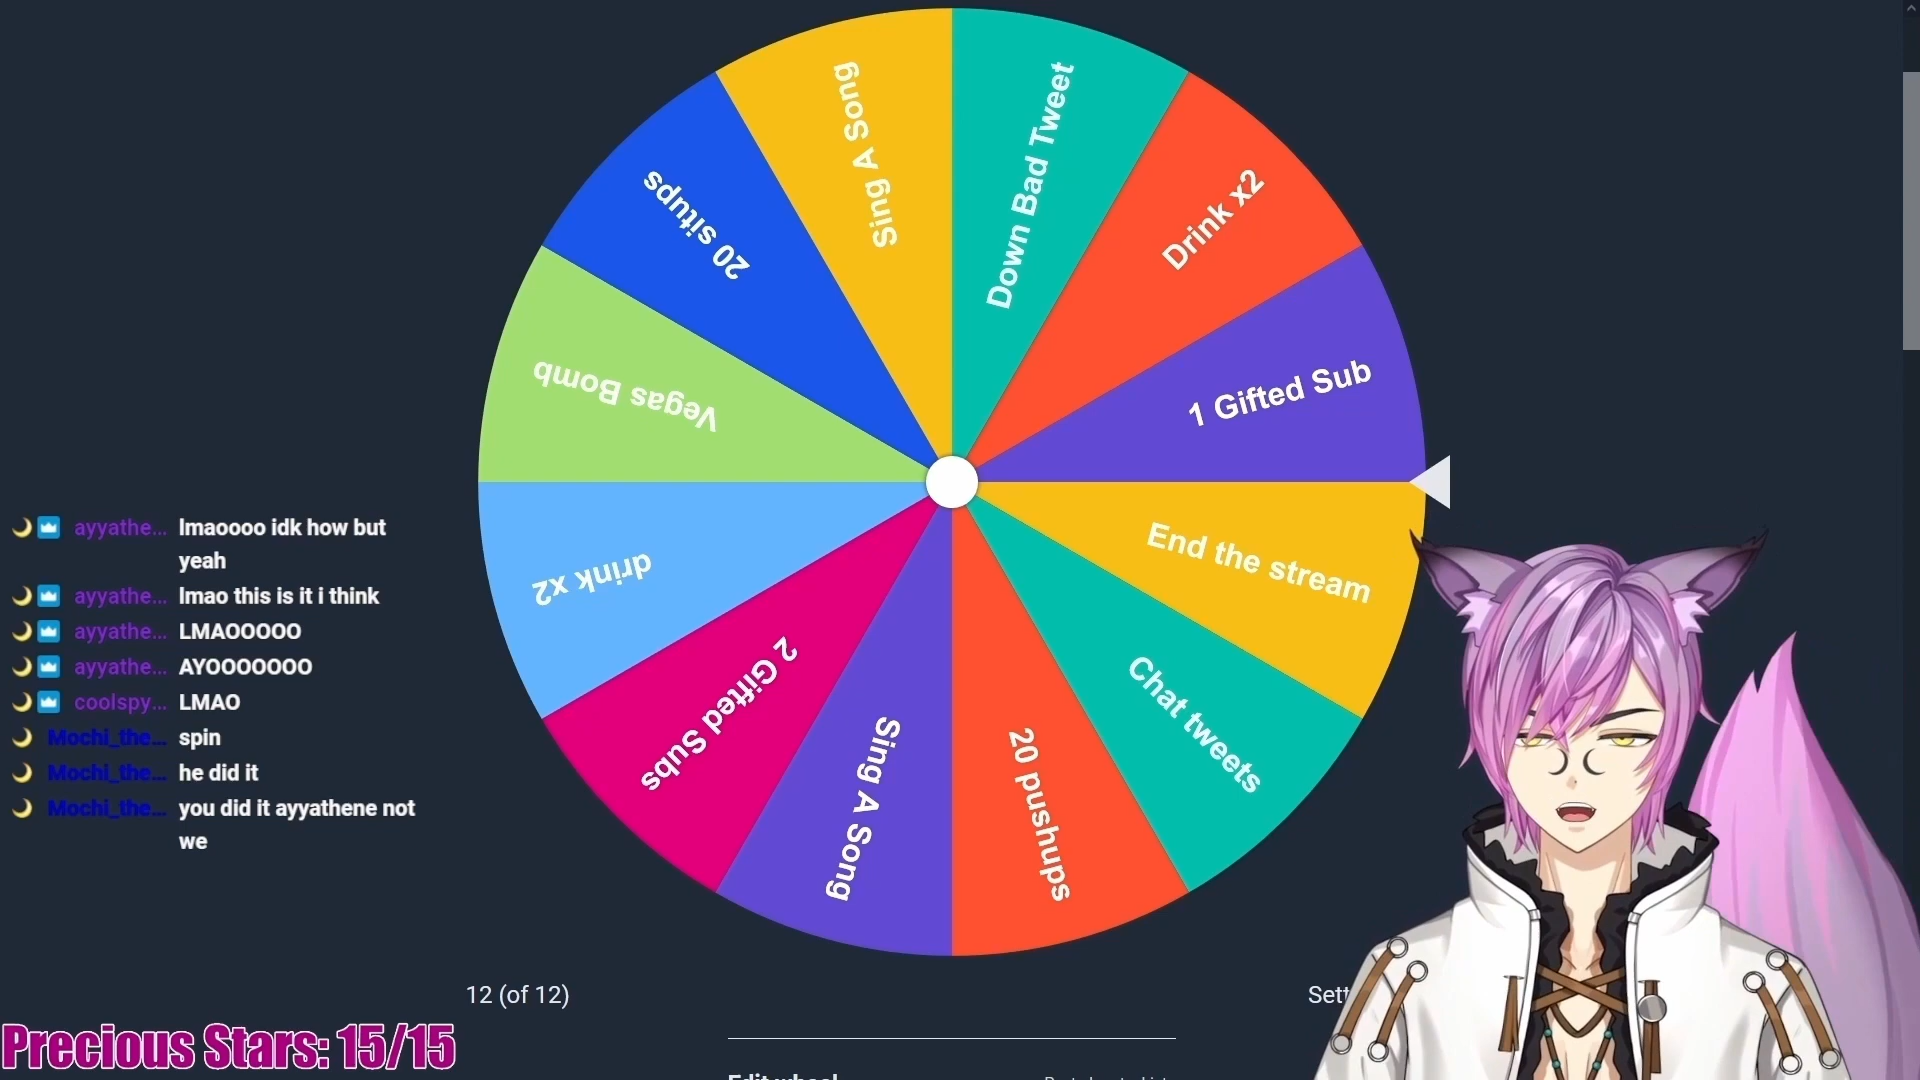 Sing A Song
Down Bad Tweet
20 situps
Drink x2
Vegas Bomb
1 Gifted Sub
drink x2
End the stream
2 Gifted Subs
Chat tweets
Sing A Song
20 pushups
ayyathe... lmaoooo idk how but
yeah
ayyathe... lmao this is it i think
ayyathe... LMAOOOOO
ayyathe... AYOOOOOOO
coolspy... LMAO
Mochi_the... spin
Mochi_the... he did it
Mochi_the... you did it ayyathene not
we
12 (of 12)
Sett
Precious Stars: 15/15
Edit wheel